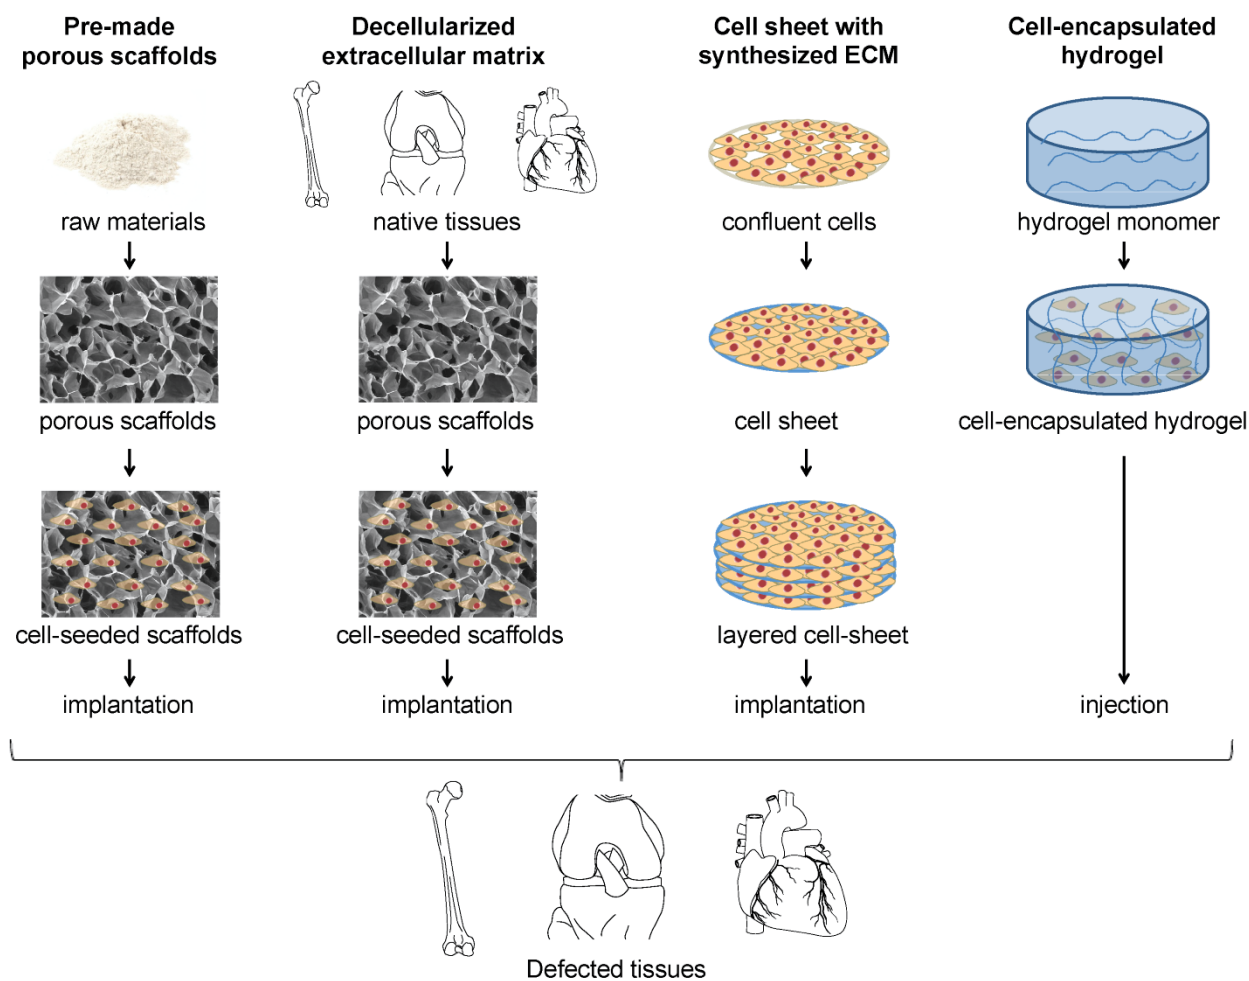 Pre-made
porous scaffolds
Decellularized
extracellular matrix
Cell sheet with
synthesized ECM
Cell-encapsulated
hydrogel
raw materials
native tissues
confluent cells
hydrogel monomer
porous scaffolds
porous scaffolds
cell sheet
cell-encapsulated hydrogel
cell-seeded scaffolds
cell-seeded scaffolds
layered cell-sheet
implantation
implantation
implantation
injection
Defected tissues